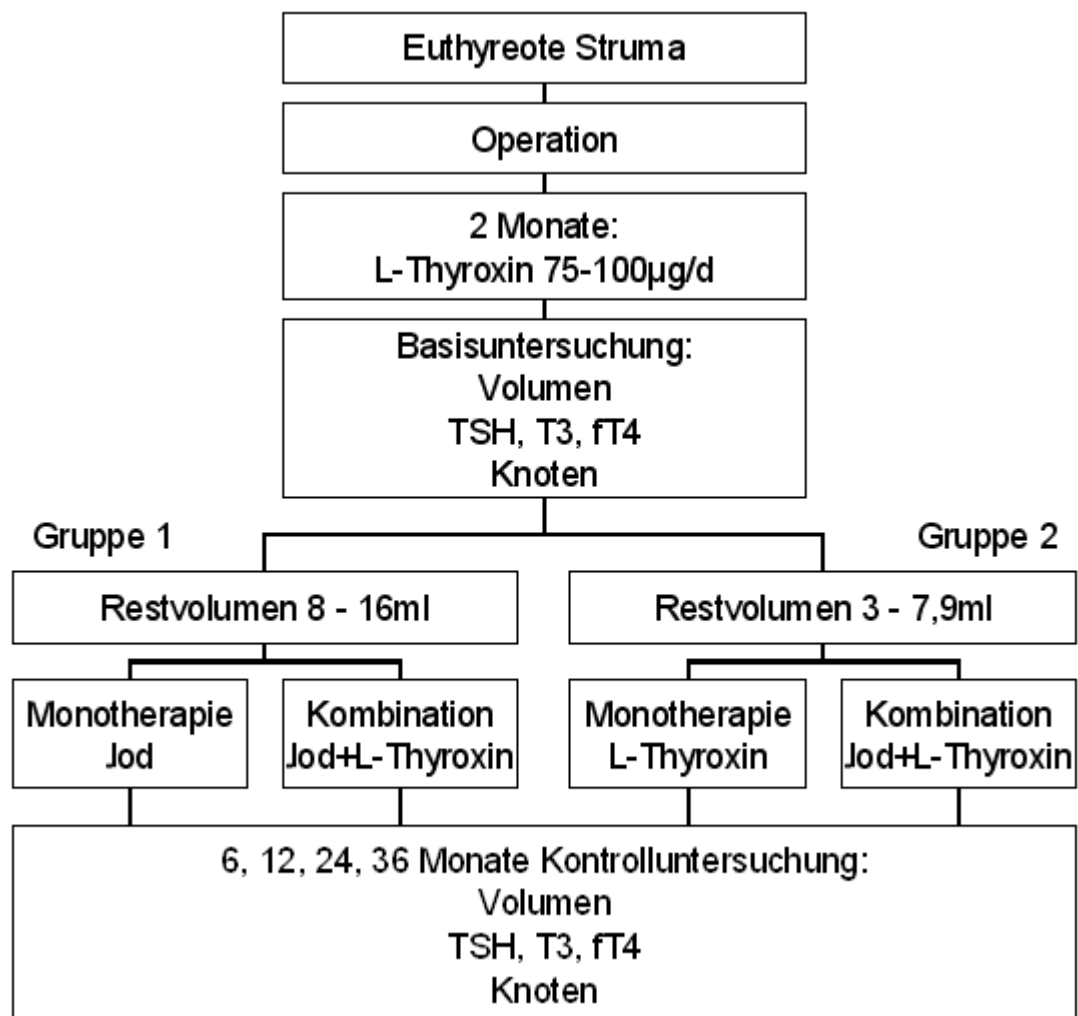 Euthyreote Struma
Operation
2 Monate:
L-Thyroxin 75-100µg/d
Basisuntersuchung:
Volumen
TSH, T3, fT4
Knoten
Gruppe 1
Gruppe 2
Restvolumen 8 - 16ml
Restvolumen 3 - 7,9ml
Monotherapie
Jod
Kombination
Jod+L-Thyroxin
Monotherapie
L-Thyroxin
Kombination
Jod+L-Thyroxin
6, 12, 24, 36 Monate Kontrolluntersuchung:
Volumen
TSH, T3, fT4
Knoten